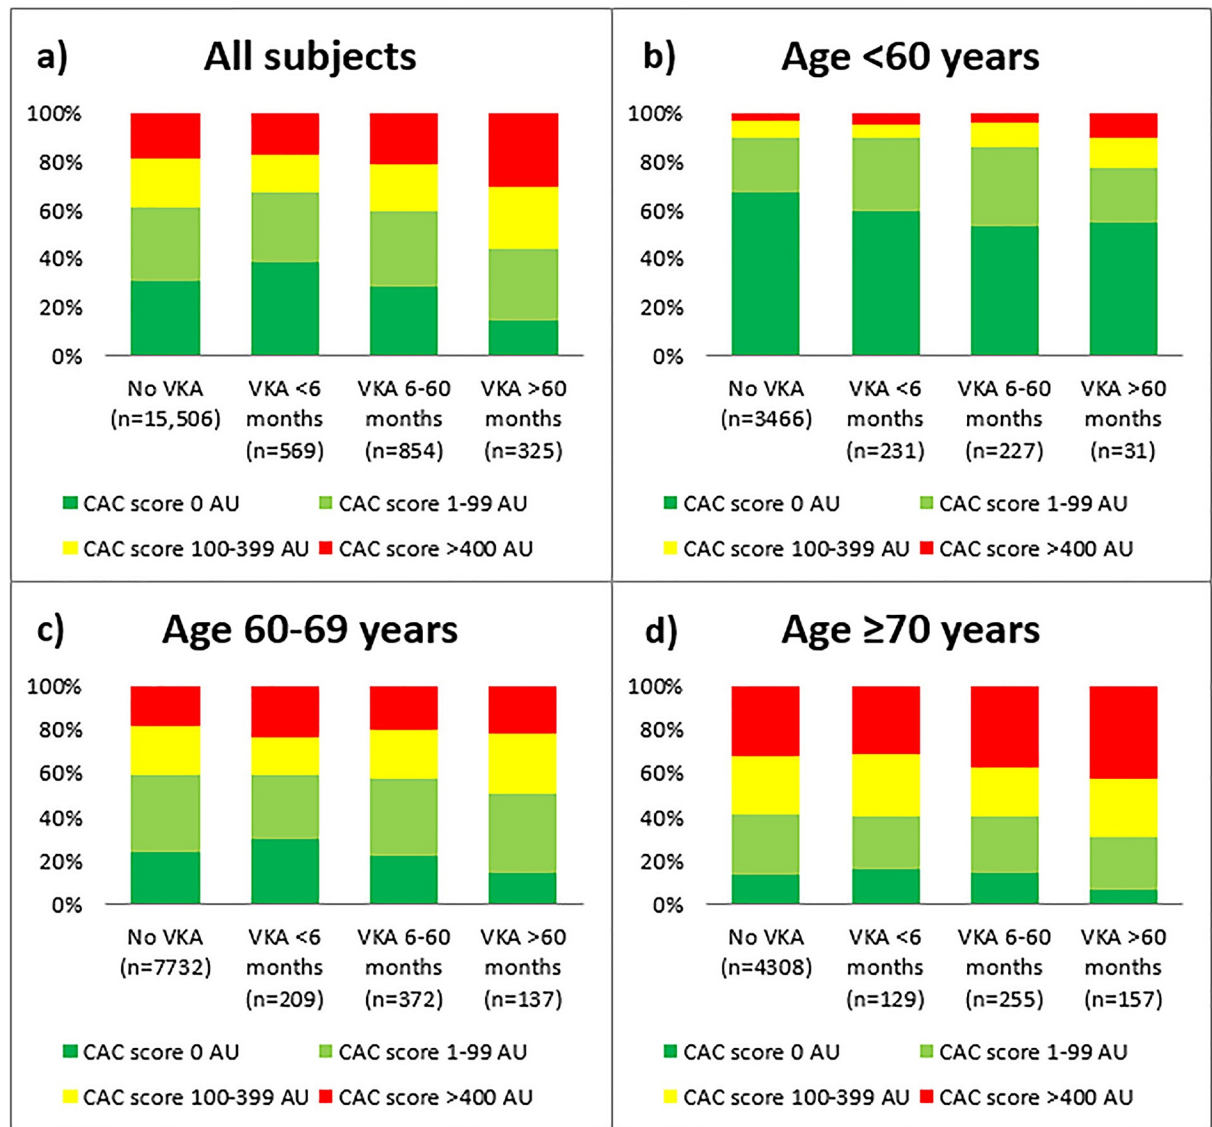 a) All subjects
100%
80%
60%
40%
20%
0%
No VKA VKA <6 VKA 6-60 VKA >60
(n=15,506) months months months
(n=569) (n=854) (n=325)
CAC score 0 AU CAC score 1-99 AU
CAC score 100-399 AU CAC score >400 AU
b) Age <60 years
100%
80%
60%
40%
20%
0%
No VKA VKA <6 VKA 6-60 VKA >60
(n=3466) months months months
(n=231) (n=227) (n=31)
CAC score 0 AU CAC score 1-99 AU
CAC score 100-399 AU CAC score >400 AU
c) Age 60-69 years
100%
80%
60%
40%
20%
0%
No VKA VKA <6 VKA 6-60 VKA >60
(n=7732) months months months
(n=209) (n=372) (n=137)
CAC score 0 AU CAC score 1-99 AU
CAC score 100-399 AU CAC score >400 AU
d) Age ≥70 years
100%
80%
60%
40%
20%
0%
No VKA VKA <6 VKA 6-60 VKA >60
(n=4308) months months months
(n=129) (n=255) (n=157)
CAC score 0 AU CAC score 1-99 AU
CAC score 100-399 AU CAC score >400 AU